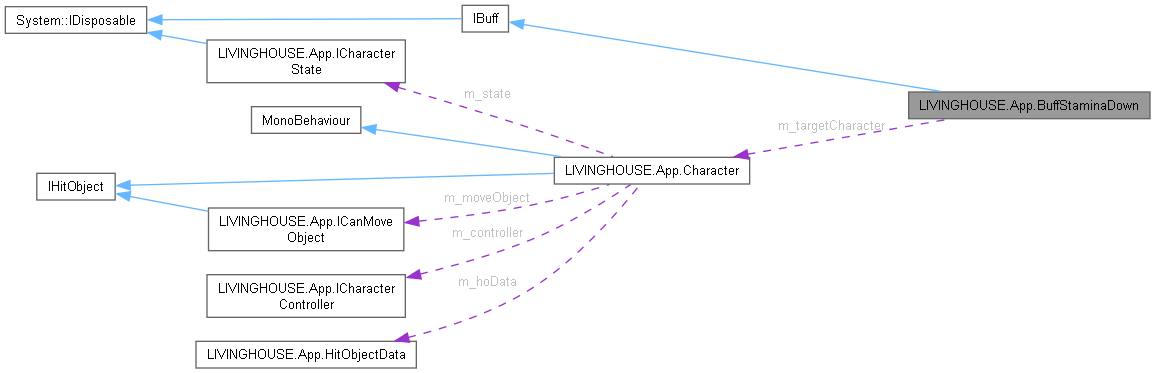 System::IDisposable
IBuff
LIVINGHOUSE.App.ICharacter
State
m_state
LIVINGHOUSE.App.BuffStaminaDown
MonoBehaviour
m_targetCharacter
LIVINGHOUSE.App.Character
IHitObject
m_moveObject
LIVINGHOUSE.App.ICanMove
Object
m_controller
LIVINGHOUSE.App.ICharacter
Controller
m_hoData
LIVINGHOUSE.App.HitObjectData